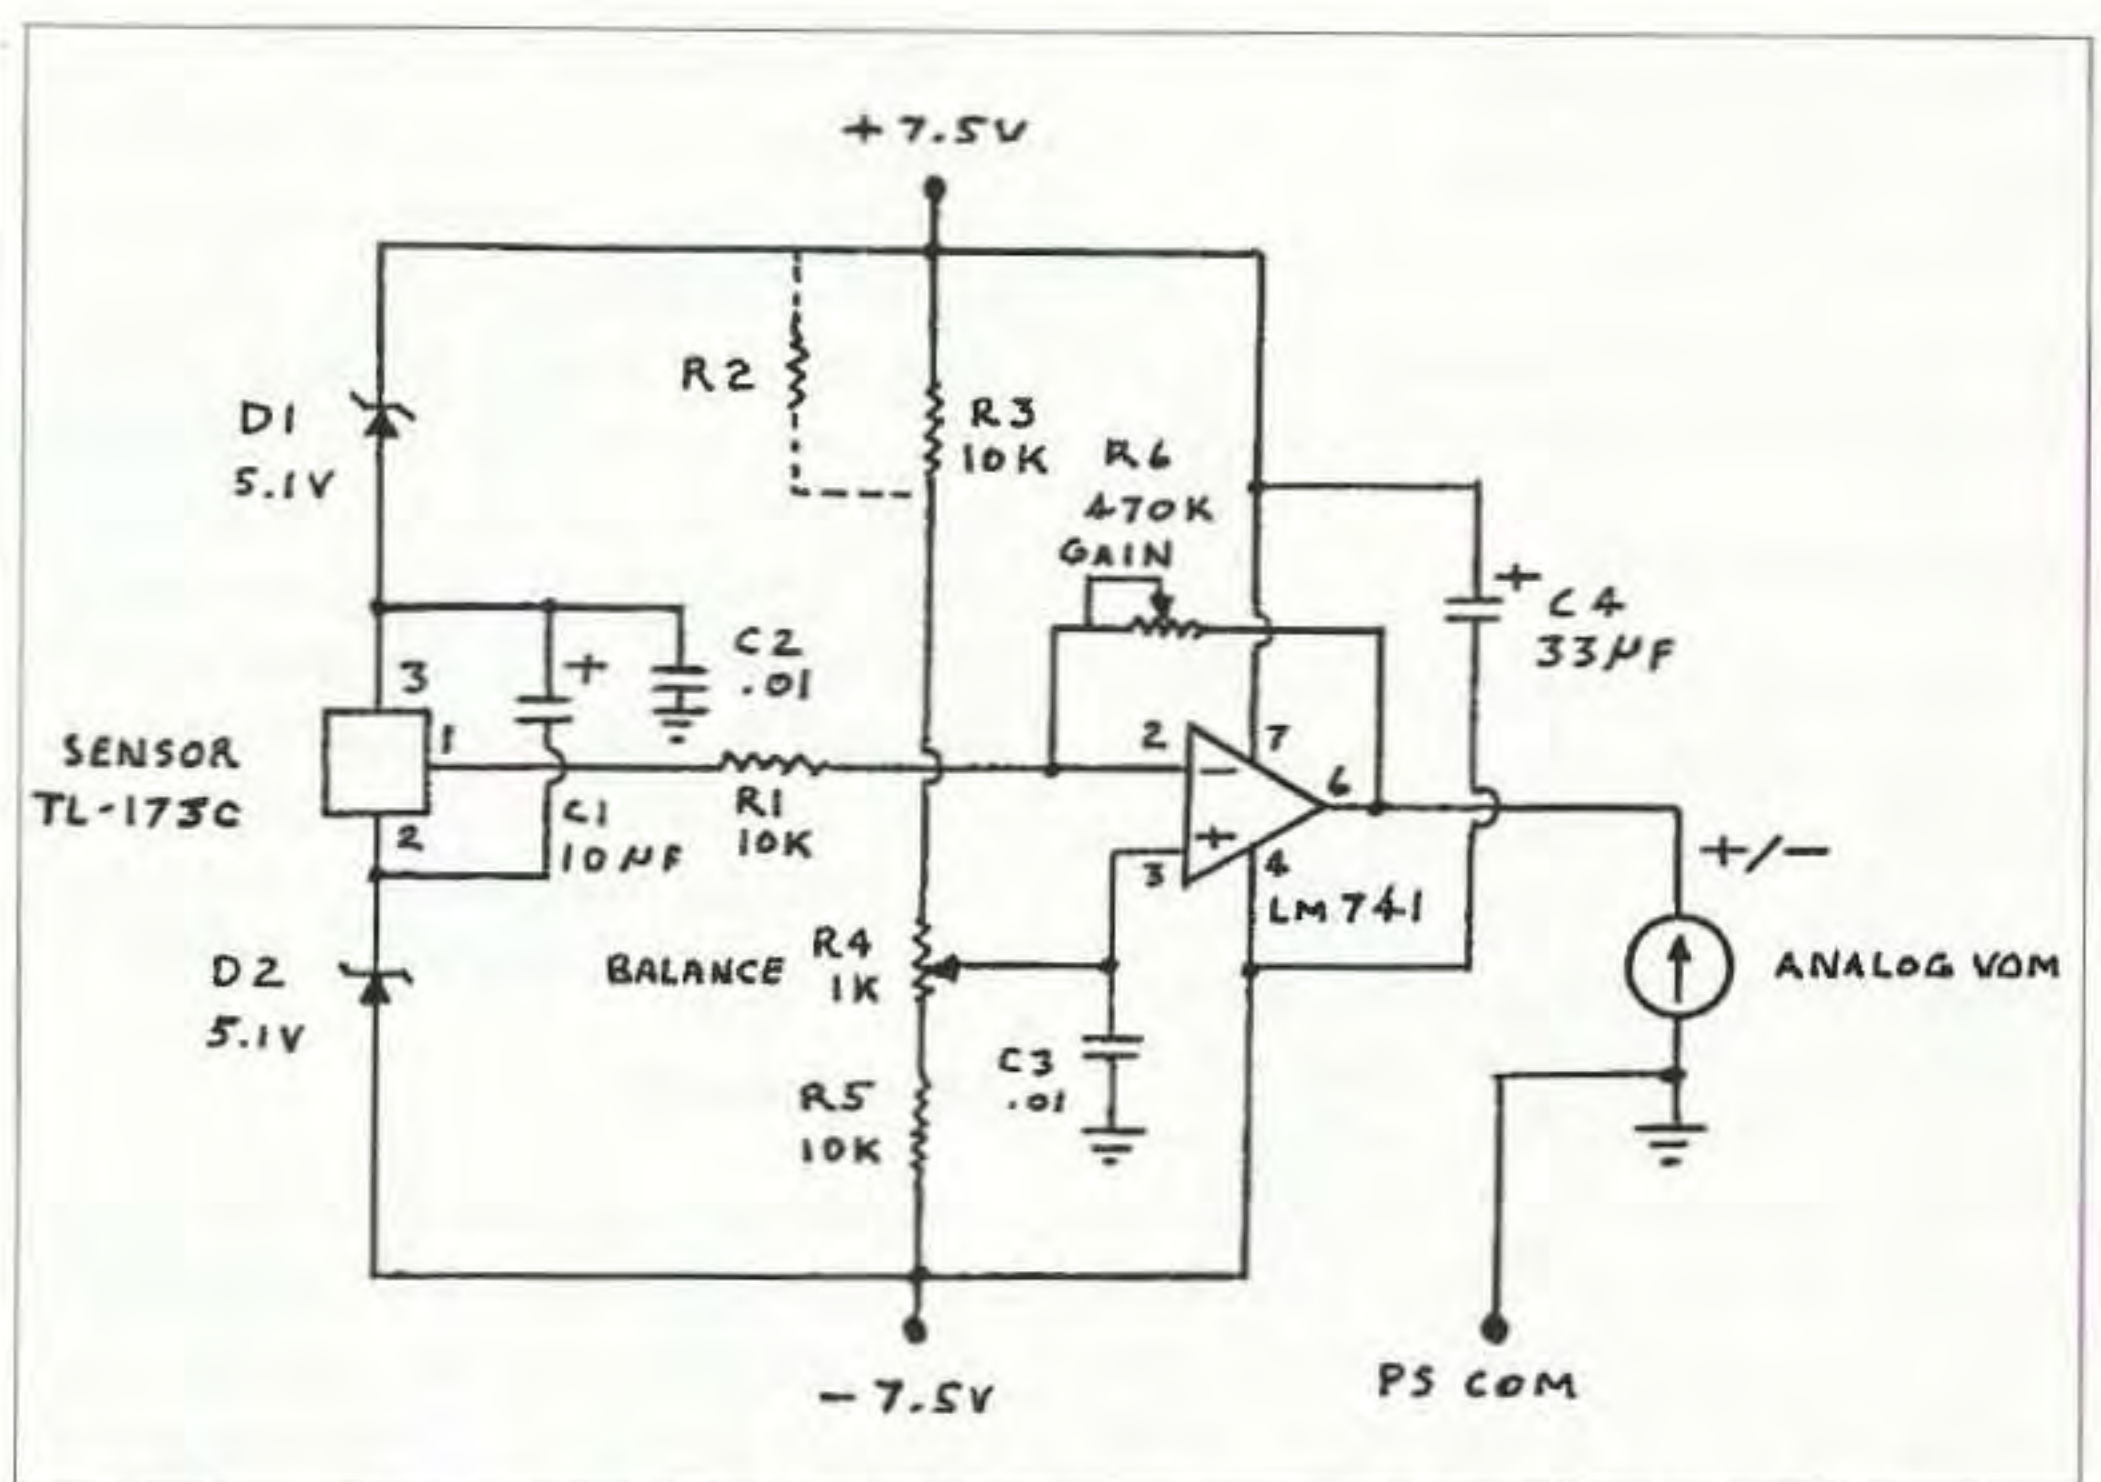 +7.5V
D1
5.1V
R2
R3
10K
R6
470K
GAIN
+
C4
33µF
3
+
C2
.01
SENSOR
TL-173C
1
2
C1
10µF
R1
10K
2
7
6
−
+
3
4
LM741
+/−
ANALOG VOM
D2
5.1V
BALANCE
R4
1K
C3
.01
R5
10K
−7.5V
PS COM